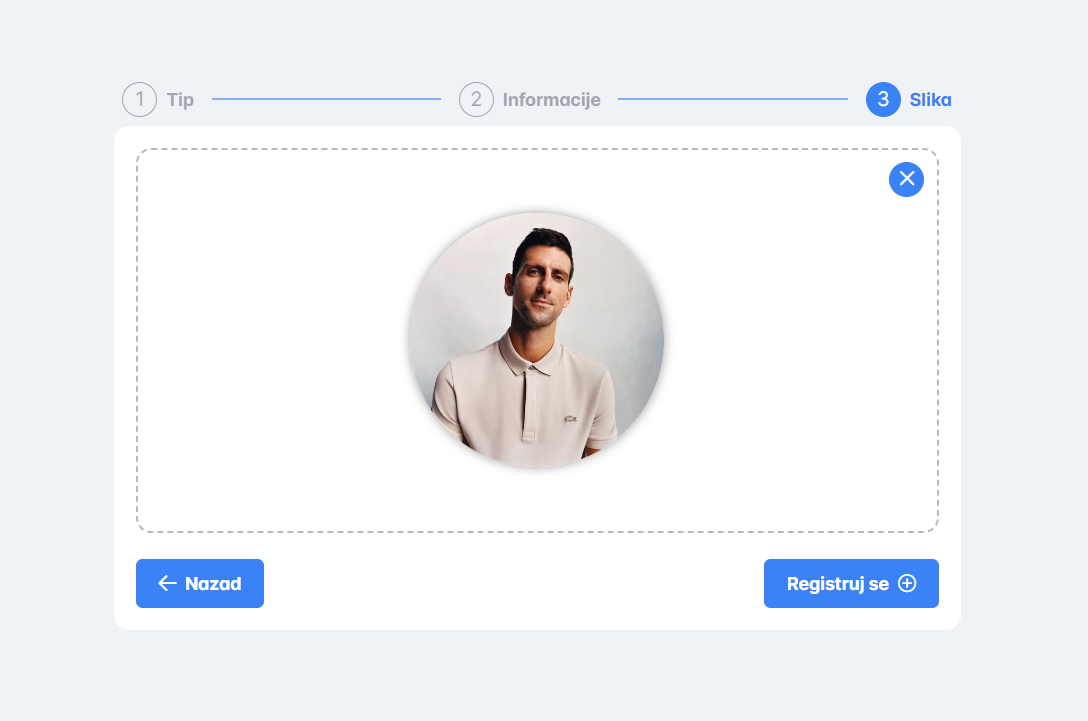 1 Tip
2 Informacije
3 Slika
Nazad
Registruj se